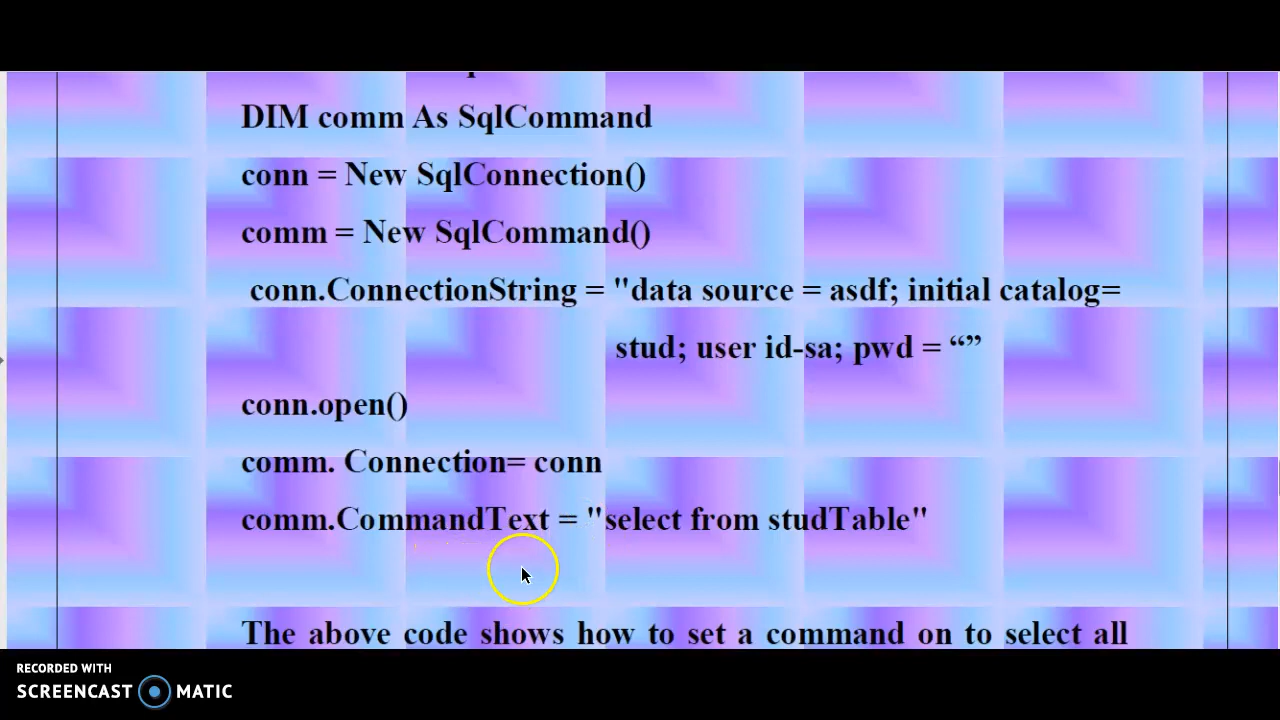 DIM comm As SqlCommand
conn = New SqlConnection()
comm = New SqlCommand()
conn.ConnectionString = "data source = asdf; initial catalog=
stud; user id-sa; pwd = “”
conn.open()
comm. Connection= conn
comm.CommandText = "select from studTable"
The above code shows how to set a command on to select all
RECORDED WITH
SCREENCAST MATIC